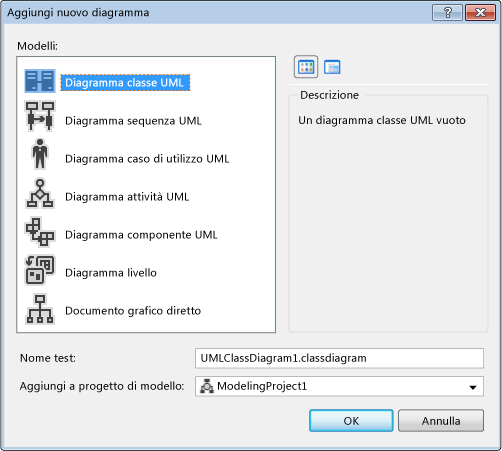 Aggiungi nuovo diagramma
Modelli:
Diagramma classe UML
Diagramma sequenza UML
Diagramma caso di utilizzo UML
Diagramma attività UML
Diagramma componente UML
Diagramma livello
Documento grafico diretto
Descrizione
Un diagramma classe UML vuoto
Nome test:
UMLClassDiagram1.classdiagram
Aggiungi a progetto di modello:
ModelingProject1
OK
Annulla